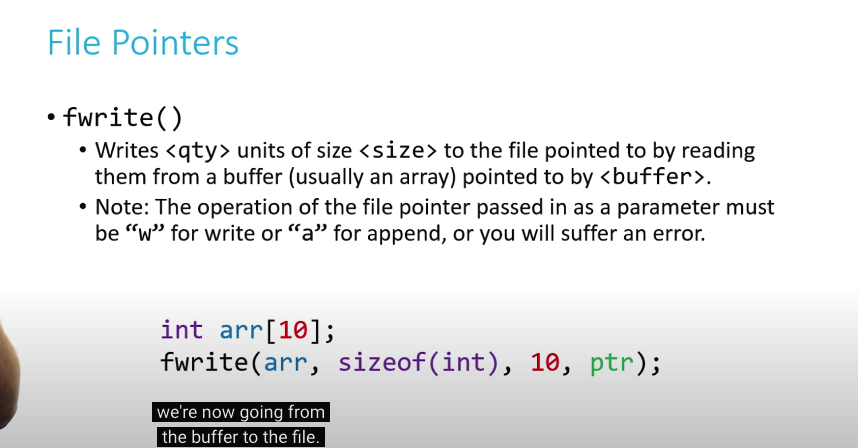 File Pointers
• fwrite()
• Writes <qty> units of size <size> to the file pointed to by reading
them from a buffer (usually an array) pointed to by <buffer>.
• Note: The operation of the file pointer passed in as a parameter must
be “w” for write or “a” for append, or you will suffer an error.
int arr[10];
fwrite(arr, sizeof(int), 10, ptr);
we're now going from
the buffer to the file.